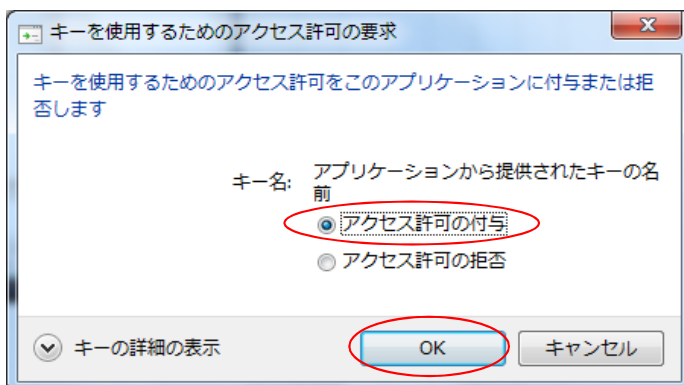 キーを使用するためのアクセス許可の要求
キーを使用するためのアクセス許可をこのアプリケーションに付与または拒
否します
キー名: アプリケーションから提供されたキーの名
前
アクセス許可の付与
アクセス許可の拒否
キーの詳細の表示 OK キャンセル